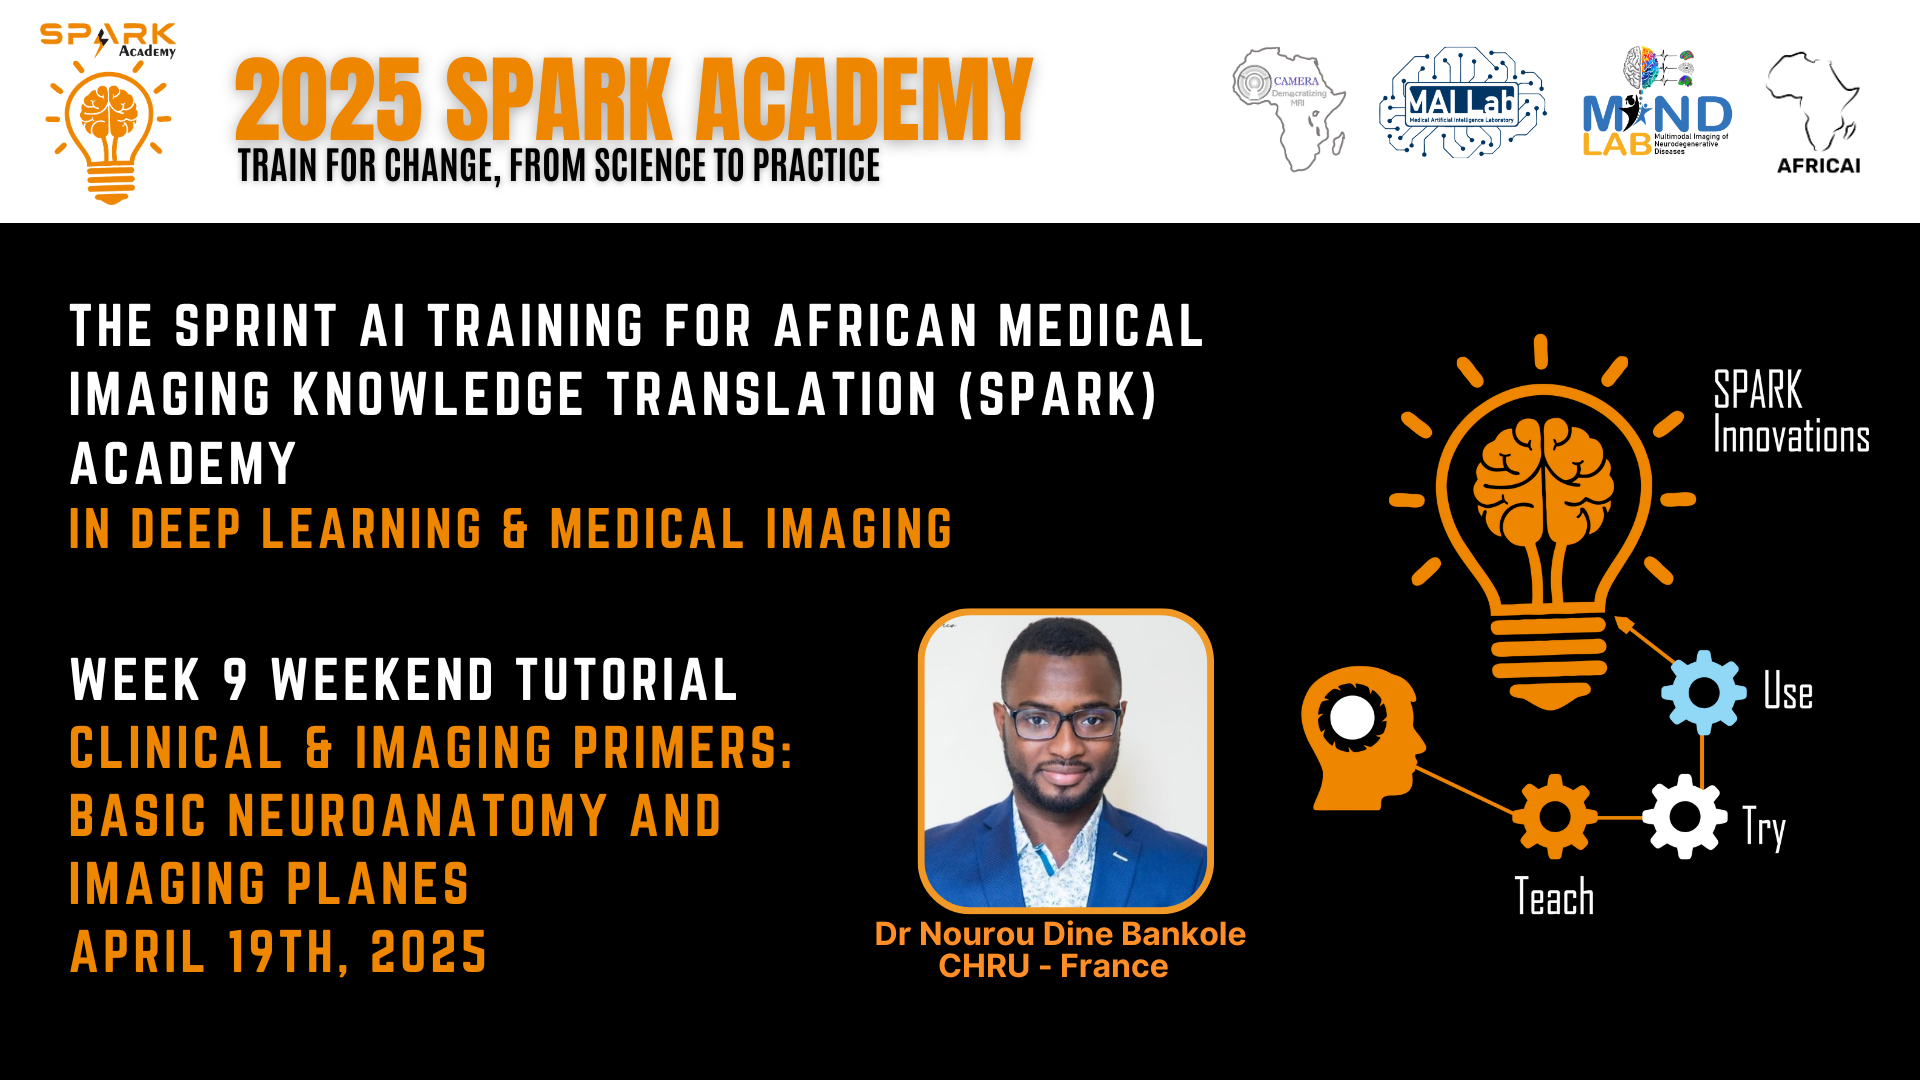 SPARK
Academy
2025 SPARK ACADEMY
TRAIN FOR CHANGE, FROM SCIENCE TO PRACTICE
CAMERA
Democratizing
MRI
MAILab
Medical Artificial Intelligence Laboratory
MIND
LAB
Multimodal Imaging of
Neurodegenerative
Diseases
AFRICAI
THE SPRINT AI TRAINING FOR AFRICAN MEDICAL
IMAGING KNOWLEDGE TRANSLATION (SPARK)
ACADEMY
IN DEEP LEARNING & MEDICAL IMAGING
WEEK 9 WEEKEND TUTORIAL
CLINICAL & IMAGING PRIMERS:
BASIC NEUROANATOMY AND
IMAGING PLANES
APRIL 19TH, 2025
Dr Nourou Dine Bankole
CHRU - France
SPARK
Innovations
Use
Try
Teach